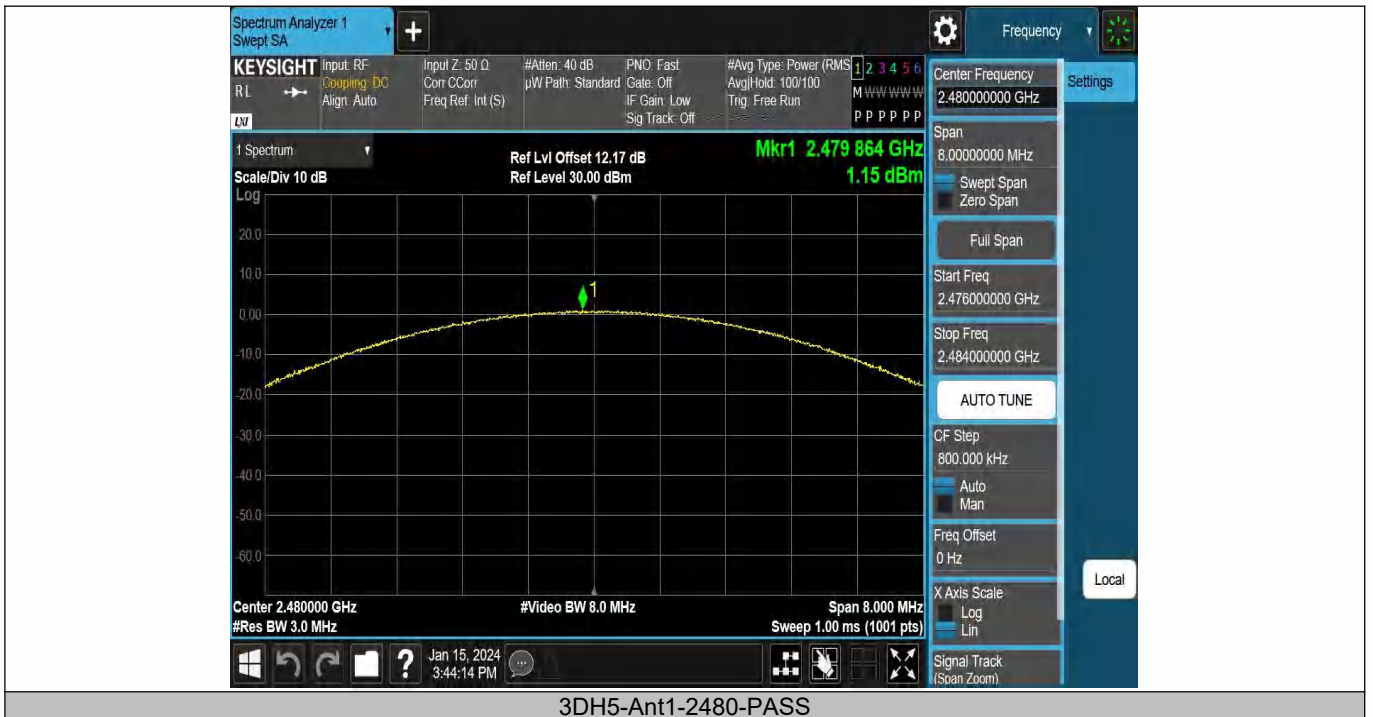 Spectrum Analyzer 1
Swept SA
+
Frequency
KEYSIGHT
RL
LXI
Input: RF
Coupling: DC
Align: Auto
Input Z: 50 Ω
Corr CCorr
Freq Ref: Int (S)
#Atten: 40 dB
µW Path: Standard
PNO: Fast
Gate: Off
IF Gain: Low
Sig Track: Off
#Avg Type: Power (RMS
Avg|Hold: 100/100
Trig: Free Run
1 2 3 4 5 6
M W W W W W
P P P P P P
Center Frequency
2.480000000 GHz
Settings
Span
8.00000000 MHz
Swept Span
Zero Span
Full Span
Start Freq
2.476000000 GHz
Stop Freq
2.484000000 GHz
AUTO TUNE
CF Step
800.000 kHz
Auto
Man
Freq Offset
0 Hz
X Axis Scale
Log
Lin
Signal Track
(Span Zoom)
Local
1 Spectrum
Scale/Div 10 dB
Ref Lvl Offset 12.17 dB
Ref Level 30.00 dBm
Mkr1 2.479 864 GHz
1.15 dBm
Log
20.0
10.0
0.00
-10.0
-20.0
-30.0
-40.0
-50.0
-60.0
1
Center 2.480000 GHz
#Res BW 3.0 MHz
#Video BW 8.0 MHz
Span 8.000 MHz
Sweep 1.00 ms (1001 pts)
?
Jan 15, 2024
3:44:14 PM
3DH5-Ant1-2480-PASS